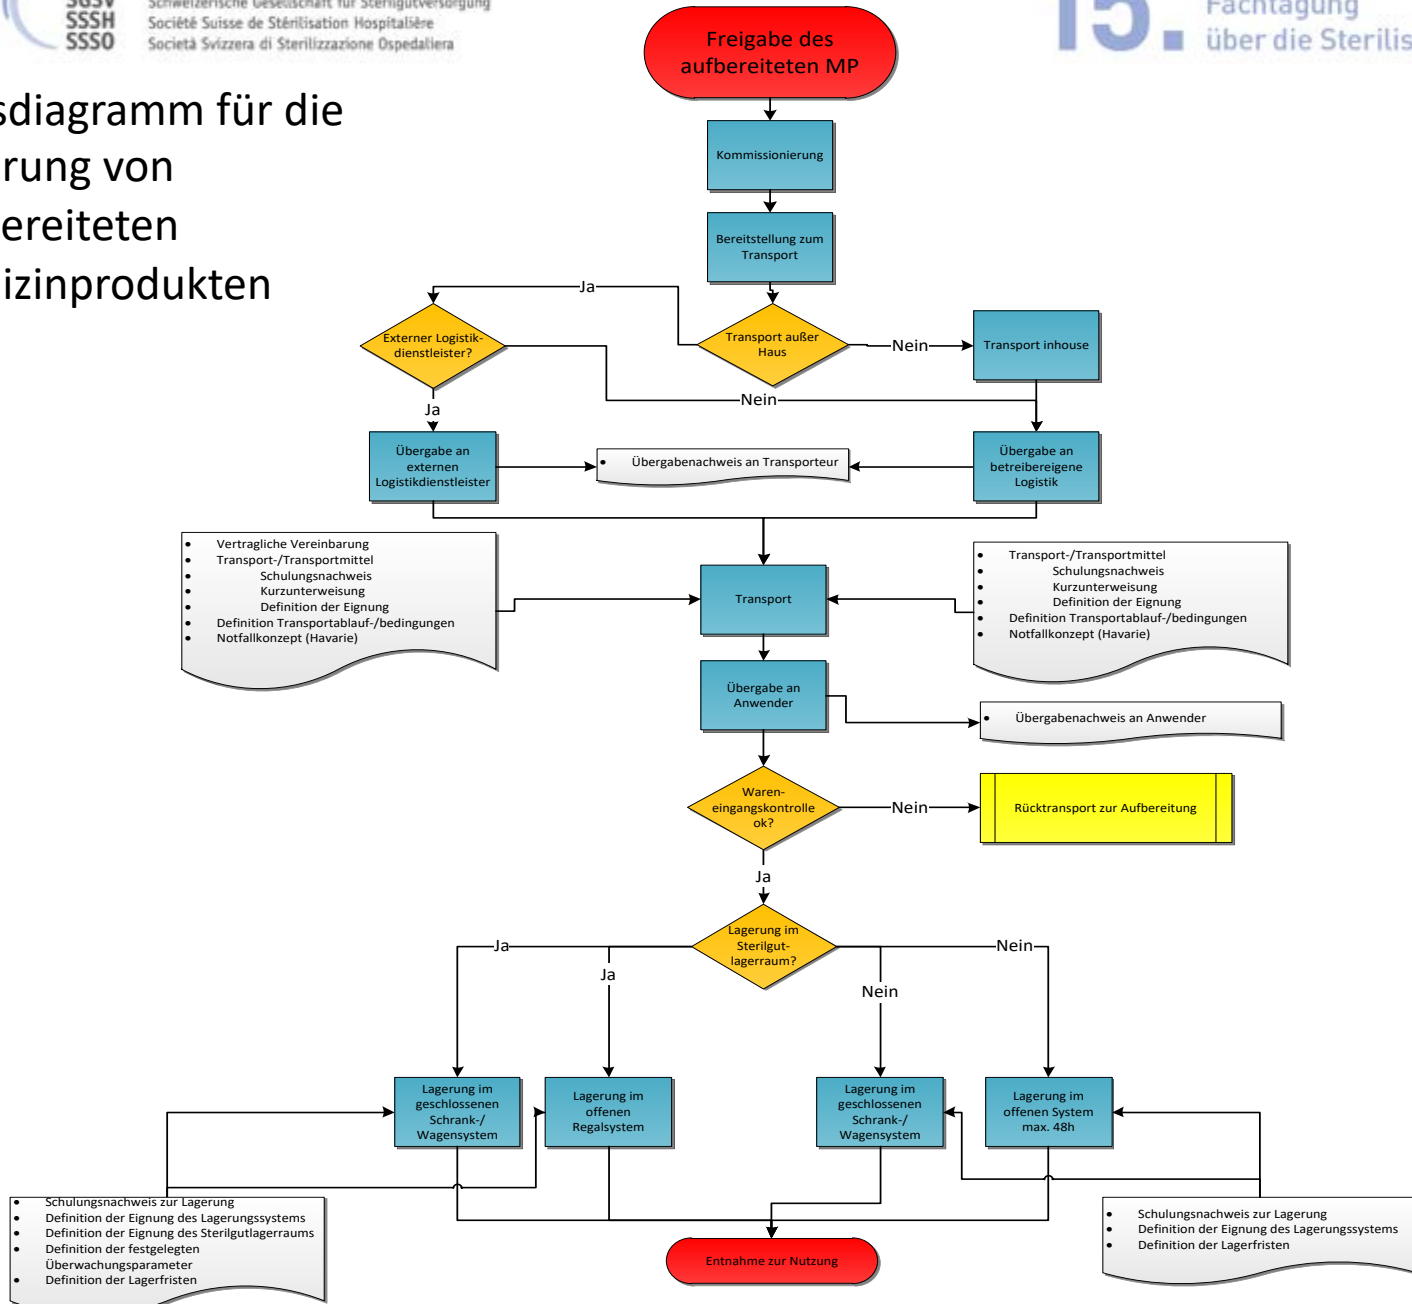 SGSV
SSSH
SSSO
Schweizerische Gesellschaft für Sterilgutversorgung
Société Suisse de Stérilisation Hospitalière
Società Svizzera di Sterilizzazione Ospedaliera
15.
Fachtagung
über die Sterilis
sdiagramm für die
rung von
ereiteten
izinprodukten
Freigabe des
aufbereiteten MP
Kommissionierung
Bereitstellung zum
Transport
Ja
Externer Logistik-
dienstleister?
Transport außer
Haus
Nein
Transport inhouse
Nein
Ja
Übergabe an
externen
Logistikdienstleister
• Übergabenachweis an Transporteur
Übergabe an
betreibereigene
Logistik
• Vertragliche Vereinbarung
• Transport-/Transportmittel
• Schulungsnachweis
• Kurzunterweisung
• Definition der Eignung
• Definition Transportablauf-/bedingungen
• Notfallkonzept (Havarie)
Transport
• Transport-/Transportmittel
• Schulungsnachweis
• Kurzunterweisung
• Definition der Eignung
• Definition Transportablauf-/bedingungen
• Notfallkonzept (Havarie)
Übergabe an
Anwender
• Übergabenachweis an Anwender
Waren-
eingangskontrolle
ok?
Nein
Rücktransport zur Aufbereitung
Ja
Lagerung im
Sterilgut-
lagerraum?
Ja
Ja
Nein
Nein
Lagerung im
geschlossenen
Schrank-/
Wagensystem
Lagerung im
offenen
Regalsystem
Lagerung im
geschlossenen
Schrank-/
Wagensystem
Lagerung im
offenen System
max. 48h
• Schulungsnachweis zur Lagerung
• Definition der Eignung des Lagerungssystems
• Definition der Eignung des Sterilgutlagerraums
• Definition der festgelegten
Überwachungsparameter
• Definition der Lagerfristen
Entnahme zur Nutzung
• Schulungsnachweis zur Lagerung
• Definition der Eignung des Lagerungssystems
• Definition der Lagerfristen